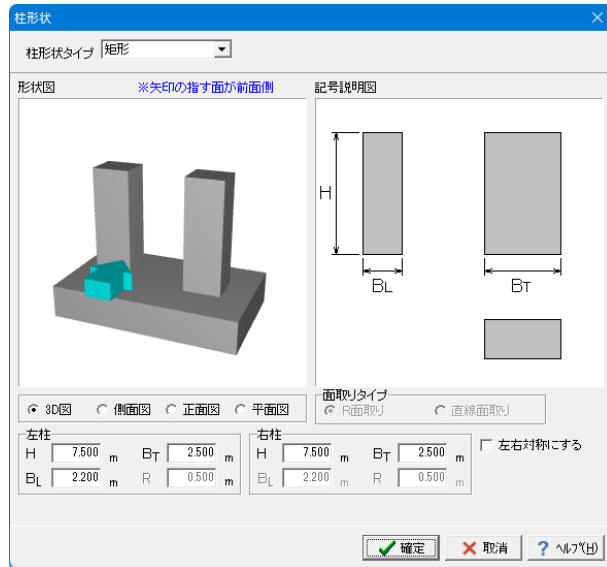 柱形状
柱形状タイプ 矩形
形状図 ※矢印の指す面が前面側 記号説明図
H
BL BT
3D図 側面図 正面図 平面図
面取りタイプ
R面取り 直線面取り
左柱 右柱
H 7.500 m BT 2.500 m H 7.500 m BT 2.500 m 左右対称にする
BL 2.200 m R 0.500 m BL 2.200 m R 0.500 m
確定 取消 ? ヘルプ(H)